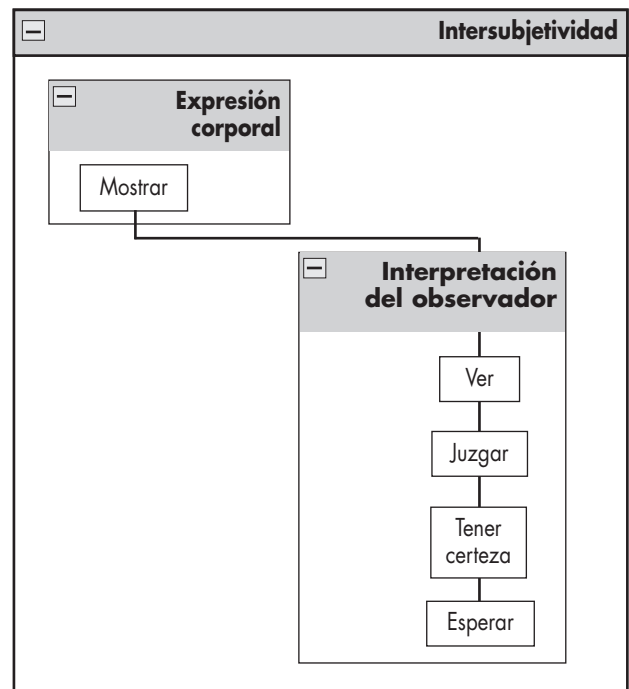 Intersubjetividad
Expresión
corporal
Mostrar
Interpretación
del observador
Ver
Juzgar
Tener
certeza
Esperar